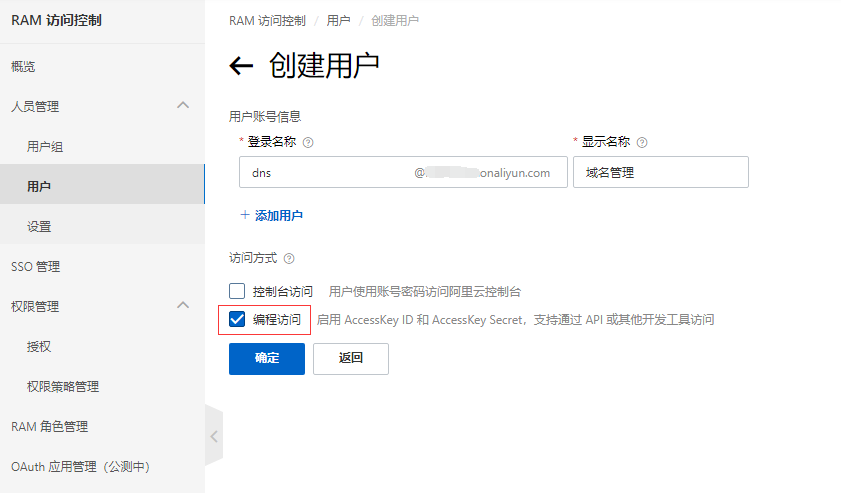 RAM 访问控制
概览
人员管理
用户组
用户
设置
SSO 管理
权限管理
授权
权限策略管理
RAM 角色管理
OAuth 应用管理（公测中）
RAM 访问控制 / 用户 / 创建用户
← 创建用户
用户账号信息
* 登录名称
* 显示名称
dns @ onaliyun.com
域名管理
+ 添加用户
访问方式
控制台访问 用户使用账号密码访问阿里云控制台
编程访问 启用 AccessKey ID 和 AccessKey Secret，支持通过 API 或其他开发工具访问
确定
返回